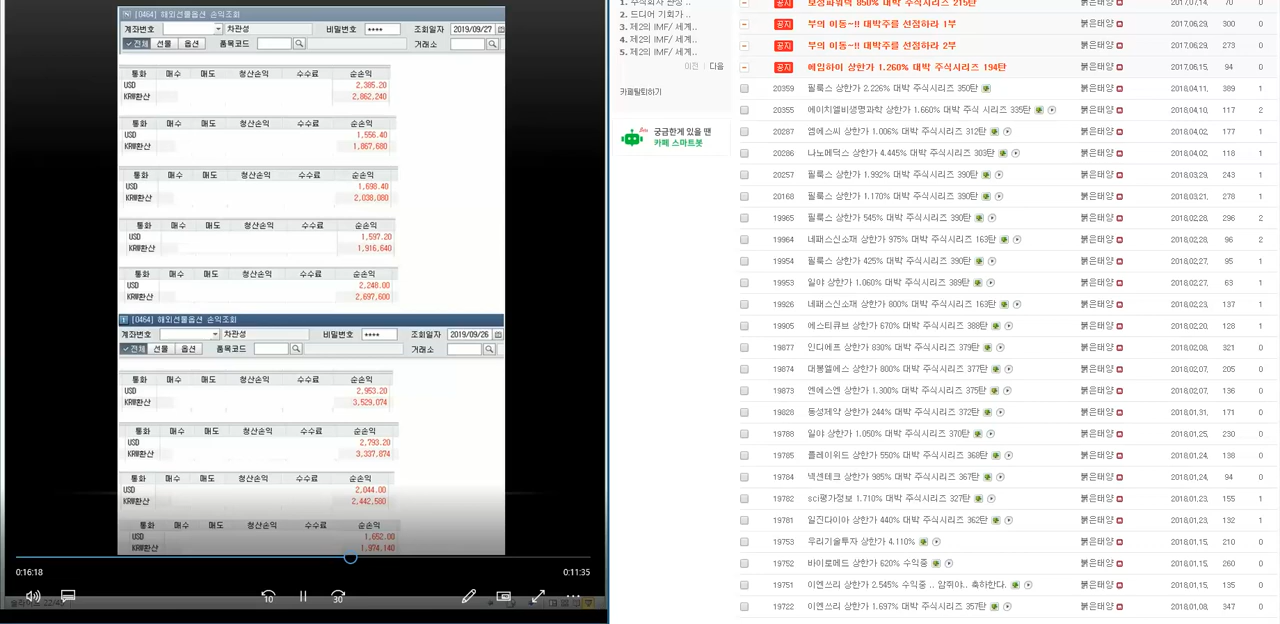 [0464] 해외선물옵션 손익조회
계좌번호 차관성 비밀번호 **** 조회일자 2019/09/27
전체 선물 옵션 품목코드 거래소
통화 매수 매도 청산손익 수수료 순손익
USD 2,385.20
KRW환산 2,862,240
통화 매수 매도 청산손익 수수료 순손익
USD 1,556.40
KRW환산 1,867,680
통화 매수 매도 청산손익 수수료 순손익
USD 1,698.40
KRW환산 2,038,080
통화 매수 매도 청산손익 수수료 순손익
USD 1,597.20
KRW환산 1,916,640
통화 매수 매도 청산손익 수수료 순손익
USD 2,248.00
KRW환산 2,697,600
[0464] 해외선물옵션 손익조회
계좌번호 차관성 비밀번호 **** 조회일자 2019/09/26
전체 선물 옵션 품목코드 거래소
통화 매수 매도 청산손익 수수료 순손익
USD 2,953.20
KRW환산 3,529,074
통화 매수 매도 청산손익 수수료 순손익
USD 2,793.20
KRW환산 3,337,874
통화 매수 매도 청산손익 수수료 순손익
USD 2,044.00
KRW환산 2,442,580
통화 매수 매도 청산손익 수수료 순손익
USD 1,652.00
KRW환산 1,974,140
0:16:18 0:11:35
10 30
1. 주식회사 관성 ..
2. 드디어 기회가 ..
3. 제2의 IMF/ 세계..
4. 제2의 IMF/ 세계..
5. 제2의 IMF/ 세계..
이전 | 다음
카페탈퇴하기
궁금한게 있을 땐
카페 스마트봇
공지 보성파워텍 850% 대박 주식시리즈 215탄 2017.07.14. 70 0
공지 부의 이동~!! 대박주를 선점하라 1부 붉은태양 2017.06.29. 300 0
공지 부의 이동~!! 대박주를 선점하라 2부 붉은태양 2017.06.29. 273 0
공지 에임하이 상한가 1.260% 대박 주식시리즈 194탄 붉은태양 2017.06.15. 94 0
20359 필룩스 상한가 2.226% 대박 주식시리즈 350탄 붉은태양 2018.04.11. 389 1
20355 에이치엘비생명과학 상한가 1.660% 대박 주식 시리즈 335탄 붉은태양 2018.04.10. 117 2
20287 엠에스씨 상한가 1.006% 대박 주식시리즈 312탄 붉은태양 2018.04.02. 177 1
20286 나노메딕스 상한가 4.445% 대박 주식시리즈 303탄 붉은태양 2018.04.02. 118 1
20257 필룩스 상한가 1.992% 대박 주식시리즈 390탄 붉은태양 2018.03.29. 243 1
20168 필룩스 상한가 1.170% 대박 주식시리즈 390탄 붉은태양 2018.03.21. 278 1
19965 필룩스 상한가 545% 대박 주식시리즈 390탄 붉은태양 2018.02.28. 296 2
19964 네패스신소재 상한가 975% 대박 주식시리즈 163탄 붉은태양 2018.02.28. 96 2
19954 필룩스 상한가 425% 대박 주식시리즈 390탄 붉은태양 2018.02.27. 95 1
19953 일야 상한가 1.060% 대박 주식시리즈 389탄 붉은태양 2018.02.27. 63 1
19926 네패스신소재 상한가 800% 대박 주식시리즈 163탄 붉은태양 2018.02.23. 137 1
19905 에스티큐브 상한가 670% 대박 주식시리즈 388탄 붉은태양 2018.02.20. 128 1
19877 인디에프 상한가 830% 대박 주식시리즈 379탄 붉은태양 2018.02.08. 321 0
19874 대봉엘에스 상한가 800% 대박 주식시리즈 377탄 붉은태양 2018.02.07. 205 0
19873 엔에스엔 상한가 1.300% 대박 주식시리즈 375탄 붉은태양 2018.02.07. 136 0
19828 동성제약 상한가 244% 대박 주식시리즈 372탄 붉은태양 2018.01.31. 171 0
19788 일야 상한가 1.050% 대박 주식시리즈 370탄 붉은태양 2018.01.25. 230 0
19785 플레이위드 상한가 550% 대박 주식시리즈 368탄 붉은태양 2018.01.24. 138 0
19784 넥센테크 상한가 985% 대박 주식시리즈 367탄 붉은태양 2018.01.24. 94 0
19782 sci평가정보 1.710% 대박 주식시리즈 327탄 붉은태양 2018.01.23. 155 1
19781 일진다이아 상한가 440% 대박 주식시리즈 362탄 붉은태양 2018.01.23. 132 1
19753 우리기술투자 상한가 4.110% 붉은태양 2018.01.15. 210 0
19752 바이로메드 상한가 620% 수익중 붉은태양 2018.01.15. 260 0
19751 이엔쓰리 상한가 2.545% 수익중 .. 암쥐야.. 축하한다. 붉은태양 2018.01.15. 135 0
19722 이엔쓰리 상한가 1.697% 대박 주식시리즈 357탄 붉은태양 2018.01.08. 347 0